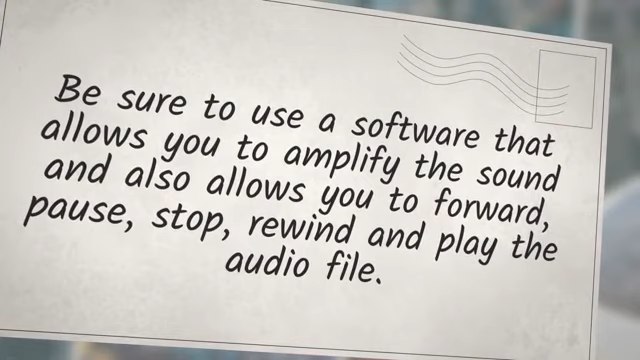 Be sure to use a software that
allows you to amplify the sound
and also allows you to forward,
pause, stop, rewind and play the
audio file.